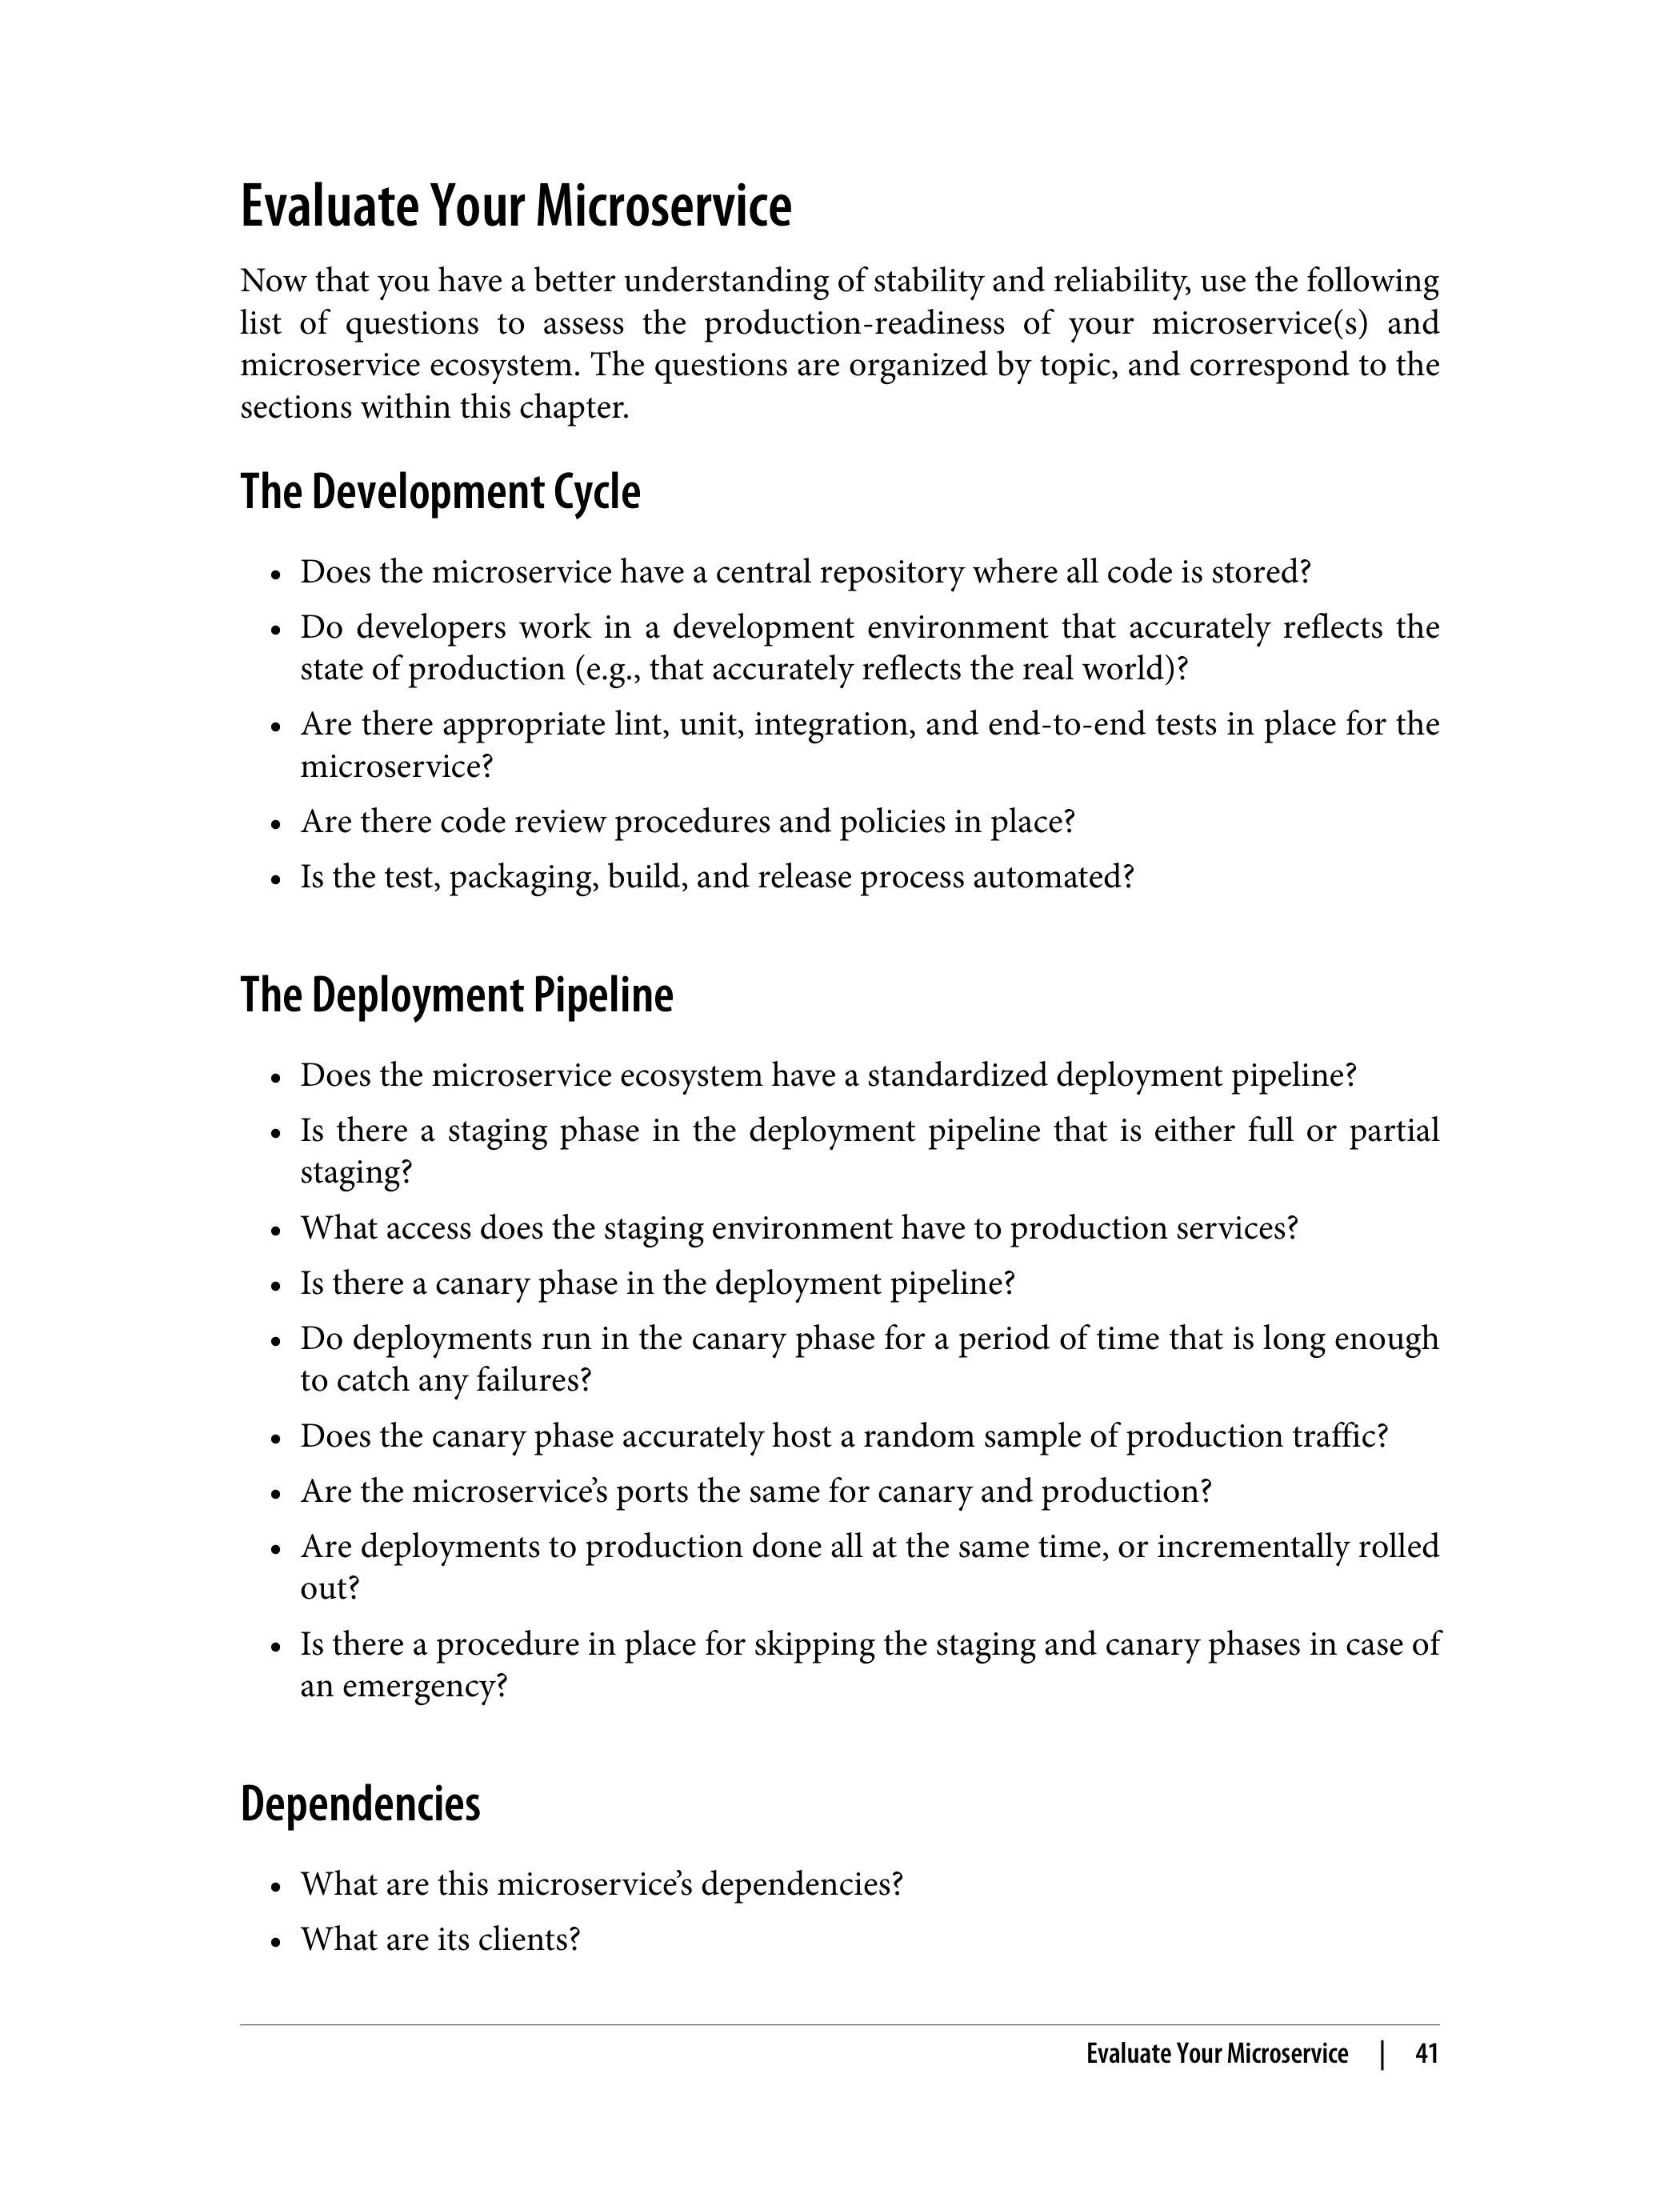 Evaluate Your Microservice
Now that you have a better understanding of stability and reliability, use the following
list of questions to assess the production-readiness of your microservice(s) and
microservice ecosystem. The questions are organized by topic, and correspond to the
sections within this chapter.
The Development Cycle
• Does the microservice have a central repository where all code is stored?
• Do developers work in a development environment that accurately reflects the
state of production (e.g., that accurately reflects the real world)?
• Are there appropriate lint, unit, integration, and end-to-end tests in place for the
microservice?
• Are there code review procedures and policies in place?
• Is the test, packaging, build, and release process automated?
The Deployment Pipeline
• Does the microservice ecosystem have a standardized deployment pipeline?
• Is there a staging phase in the deployment pipeline that is either full or partial
staging?
• What access does the staging environment have to production services?
• Is there a canary phase in the deployment pipeline?
• Do deployments run in the canary phase for a period of time that is long enough
to catch any failures?
• Does the canary phase accurately host a random sample of production traffic?
• Are the microservice’s ports the same for canary and production?
• Are deployments to production done all at the same time, or incrementally rolled
out?
• Is there a procedure in place for skipping the staging and canary phases in case of
an emergency?
Dependencies
• What are this microservice’s dependencies?
• What are its clients?
Evaluate Your Microservice | 41